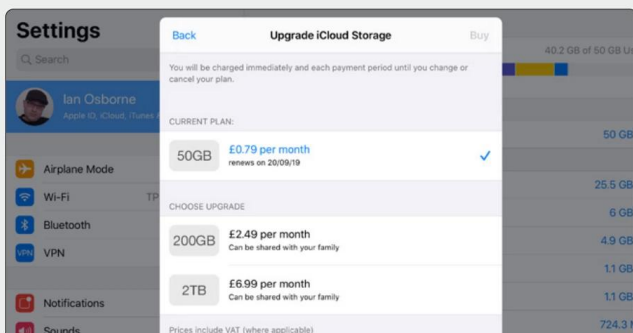 Settings
Search
Ian Osborne
Apple ID, iCloud, iTunes
Airplane Mode
Wi-Fi
TP
Bluetooth
VPN
VPN
Notifications
Sounds
Back
Upgrade iCloud Storage
Buy
You will be charged immediately and each payment period until you change or
cancel your plan.
CURRENT PLAN:
50GB
£0.79 per month
renews on 20/09/19
CHOOSE UPGRADE
200GB
£2.49 per month
Can be shared with your family
2TB
£6.99 per month
Can be shared with your family
Prices include VAT (where applicable)
40.2 GB of 50 GB Us
50 GB
25.5 GB
6 GB
4.9 GB
1.1 GB
1.1 GB
724.3